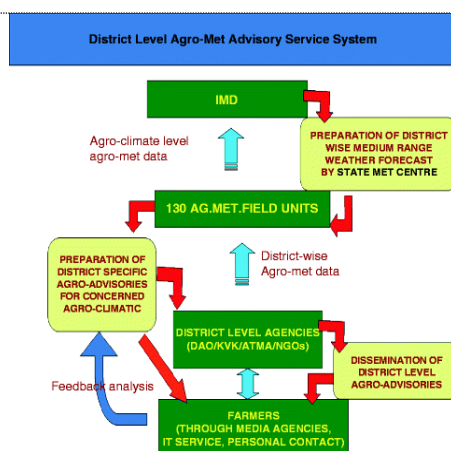 District Level Agro-Met Advisory Service System
IMD
Agro-climate level
agro-met data
PREPARATION OF DISTRICT
WISE MEDIUM RANGE
WEATHER FORECAST
BY STATE MET CENTRE
130 AG.MET.FIELD UNITS
PREPARATION OF
DISTRICT SPECIFIC
AGRO-ADVISORIES
FOR CONCERNED
AGRO-CLIMATIC
District-wise
Agro-met data
DISTRICT LEVEL AGENCIES
(DAO/KVK/ATMA/NGOs)
DISSEMINATION OF
DISTRICT LEVEL
AGRO-ADVISORIES
Feedback analysis
FARMERS
(THROUGH MEDIA AGENCIES,
IT SERVICE, PERSONAL CONTACT)